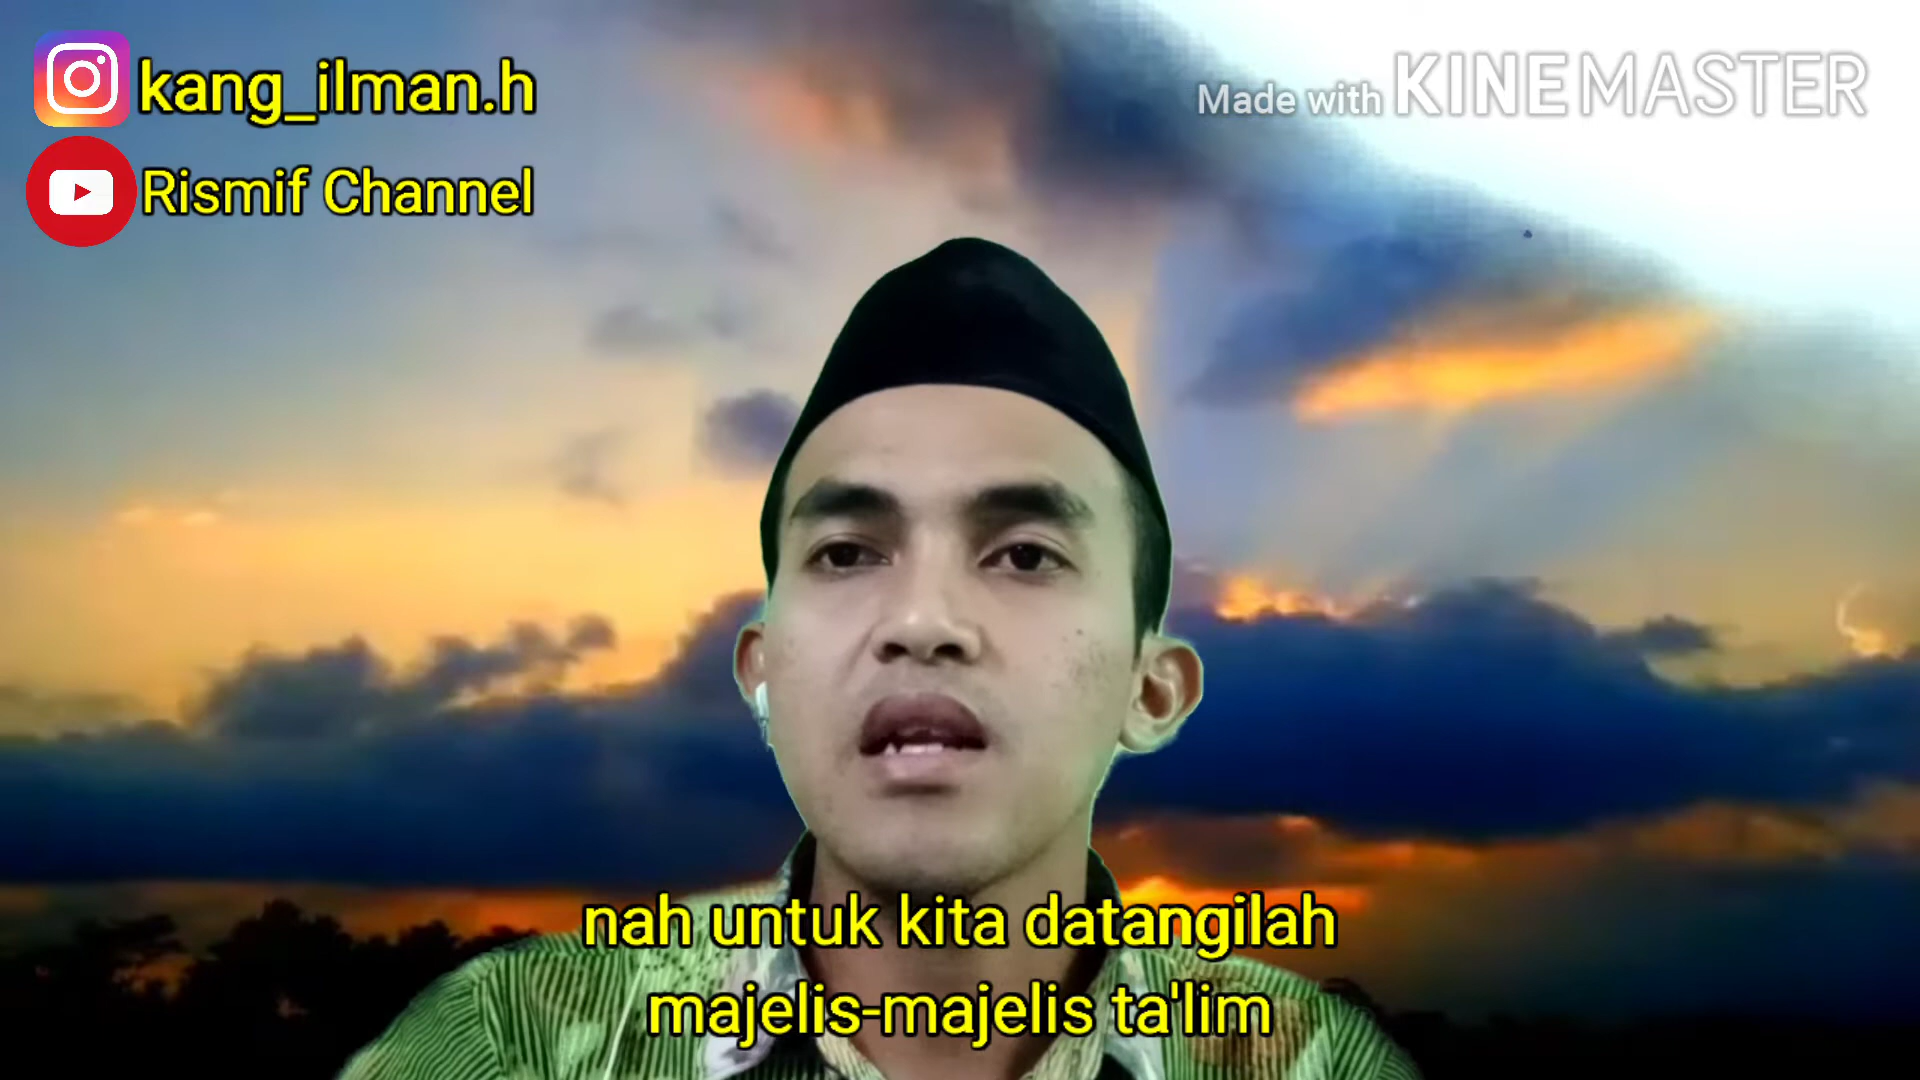 kang_ilman.h
Made with KINEMASTER
Rismif Channel
nah untuk kita datangilah
majelis-majelis ta'lim